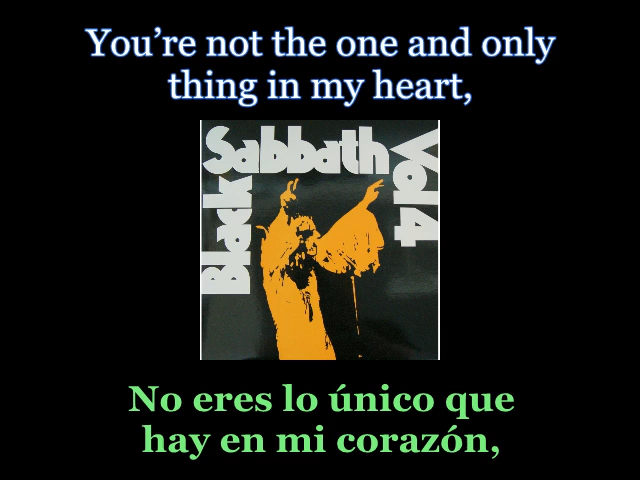 You’re not the one and only
thing in my heart,
Black
Sabbath
Vol 4
No eres lo único que
hay en mi corazón,